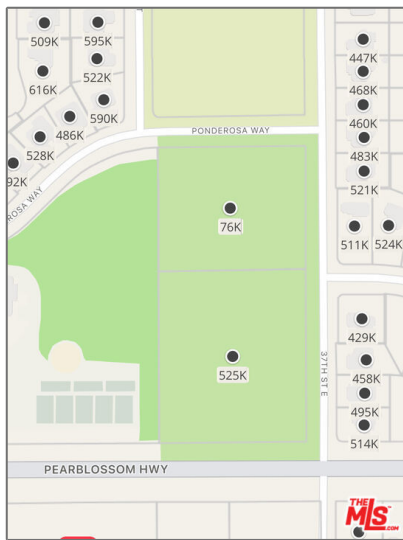 509K 595K
616K 522K
590K
486K
528K
92K
ROSA WAY
PONDEROSA WAY
447K
468K
460K
483K
521K
76K
511K 524K
429K
458K
495K
514K
525K
37TH ST E
PEARBLOSSOM HWY
THE
MLS™
.COM